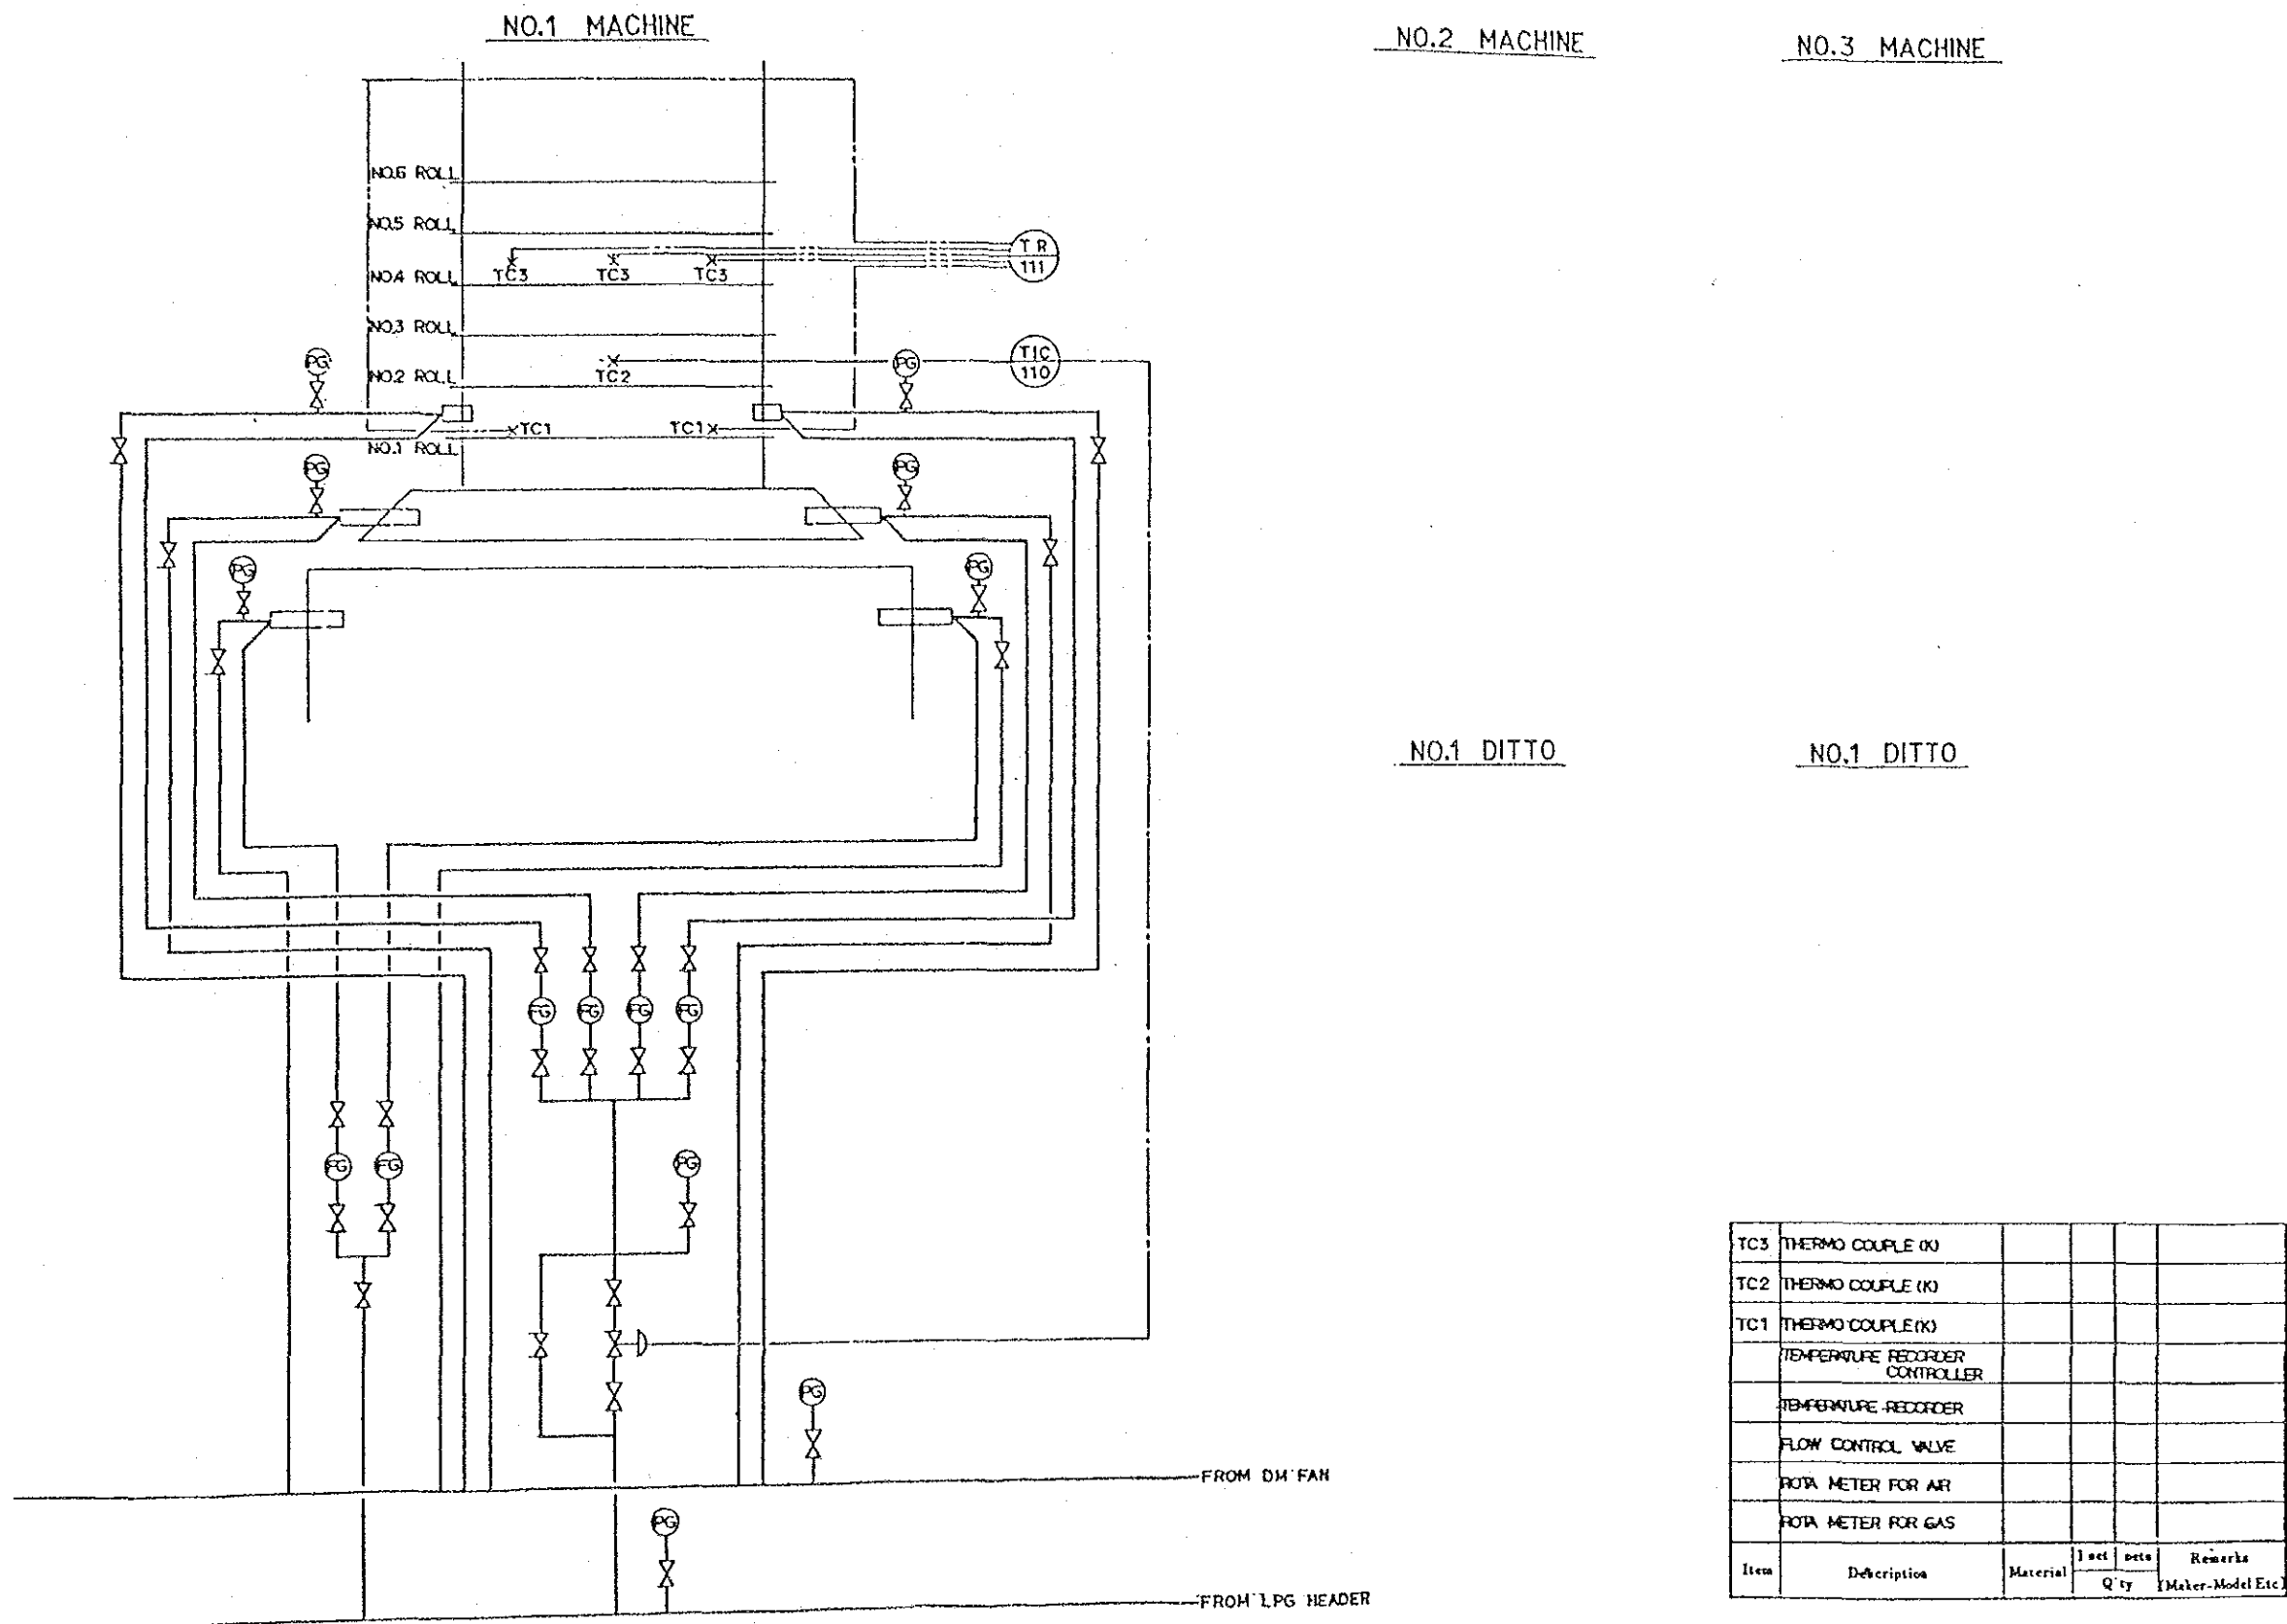 NO.1 MACHINE
NO.2 MACHINE
NO.3 MACHINE
NO.6 ROLL
NO.5 ROLL
TR
111
TC3
TC3
TC3
NO.4 ROLL
NO.3 ROLL
PG
TC2
PG
TIC
110
NO.2 ROLL
TC1
TC1
NO.1 ROLL
PG
PG
PG
PG
NO.1 DITTO
NO.1 DITTO
FG
FG
FG
FG
FG
FG
PG
PG
FROM DM FAN
PG
FROM LPG HEADER
TC3 THERMO COUPLE (K)
TC2 THERMO COUPLE (K)
TC1 THERMO COUPLE (K)
TEMPERATURE RECORDER
CONTROLLER
TEMPERATURE RECORDER
FLOW CONTROL VALVE
ROTA METER FOR AIR
ROTA METER FOR GAS
Item Description Material 1 set sets Remarks
Q'ty (Maker-Model Etc)